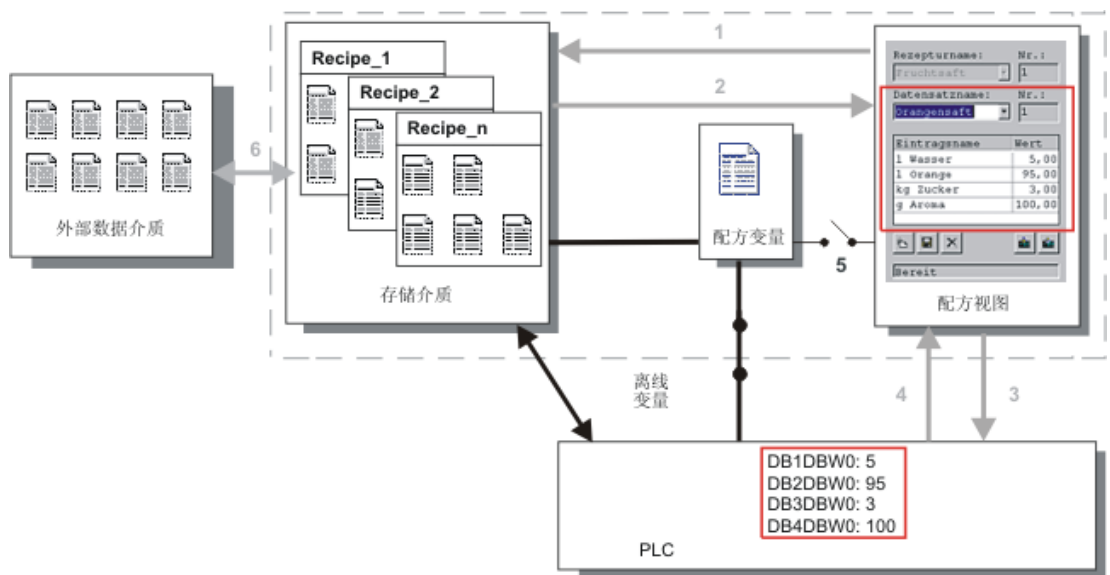 Recipe_1
Recipe_2
Recipe_n
存储介质
外部数据介质
6
1
2
配方变量
5
Rezepturname: Nr.:
Fruchtsaft 1
Datensatzname: Nr.:
Orangensaft 1
Eintragsname Wert
l Wasser 5,00
l Orange 95,00
kg Zucker 3,00
g Aroma 100,00
Bereit
配方视图
离线
变量
4
3
DB1DBW0: 5
DB2DBW0: 95
DB3DBW0: 3
DB4DBW0: 100
PLC